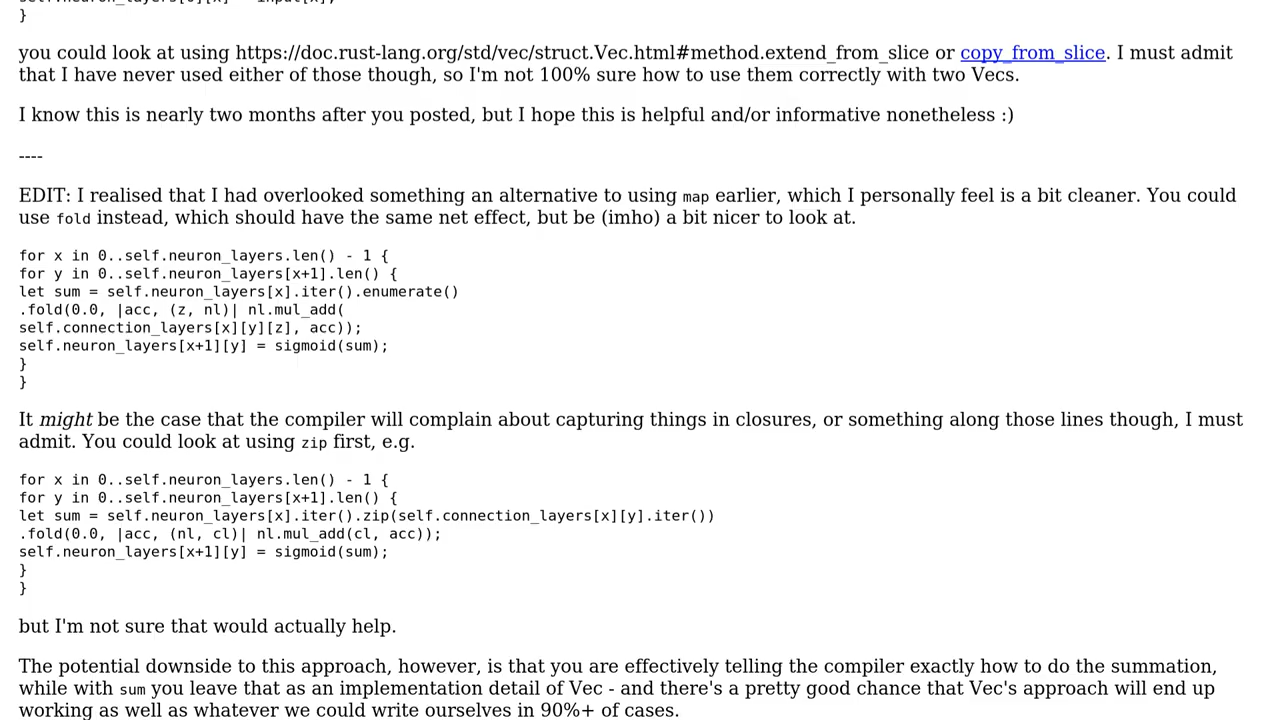 }
you could look at using https://doc.rust-lang.org/std/vec/struct.Vec.html#method.extend_from_slice or copy_from_slice. I must admit
that I have never used either of those though, so I'm not 100% sure how to use them correctly with two Vecs.
I know this is nearly two months after you posted, but I hope this is helpful and/or informative nonetheless :)
----
EDIT: I realised that I had overlooked something an alternative to using map earlier, which I personally feel is a bit cleaner. You could
use fold instead, which should have the same net effect, but be (imho) a bit nicer to look at.
for x in 0..self.neuron_layers.len() - 1 {
for y in 0..self.neuron_layers[x+1].len() {
let sum = self.neuron_layers[x].iter().enumerate()
.fold(0.0, |acc, (z, nl)| nl.mul_add(
self.connection_layers[x][y][z], acc));
self.neuron_layers[x+1][y] = sigmoid(sum);
}
}
It might be the case that the compiler will complain about capturing things in closures, or something along those lines though, I must
admit. You could look at using zip first, e.g.
for x in 0..self.neuron_layers.len() - 1 {
for y in 0..self.neuron_layers[x+1].len() {
let sum = self.neuron_layers[x].iter().zip(self.connection_layers[x][y].iter())
.fold(0.0, |acc, (nl, cl)| nl.mul_add(cl, acc));
self.neuron_layers[x+1][y] = sigmoid(sum);
}
}
but I'm not sure that would actually help.
The potential downside to this approach, however, is that you are effectively telling the compiler exactly how to do the summation,
while with sum you leave that as an implementation detail of Vec - and there's a pretty good chance that Vec's approach will end up
working as well as whatever we could write ourselves in 90%+ of cases.